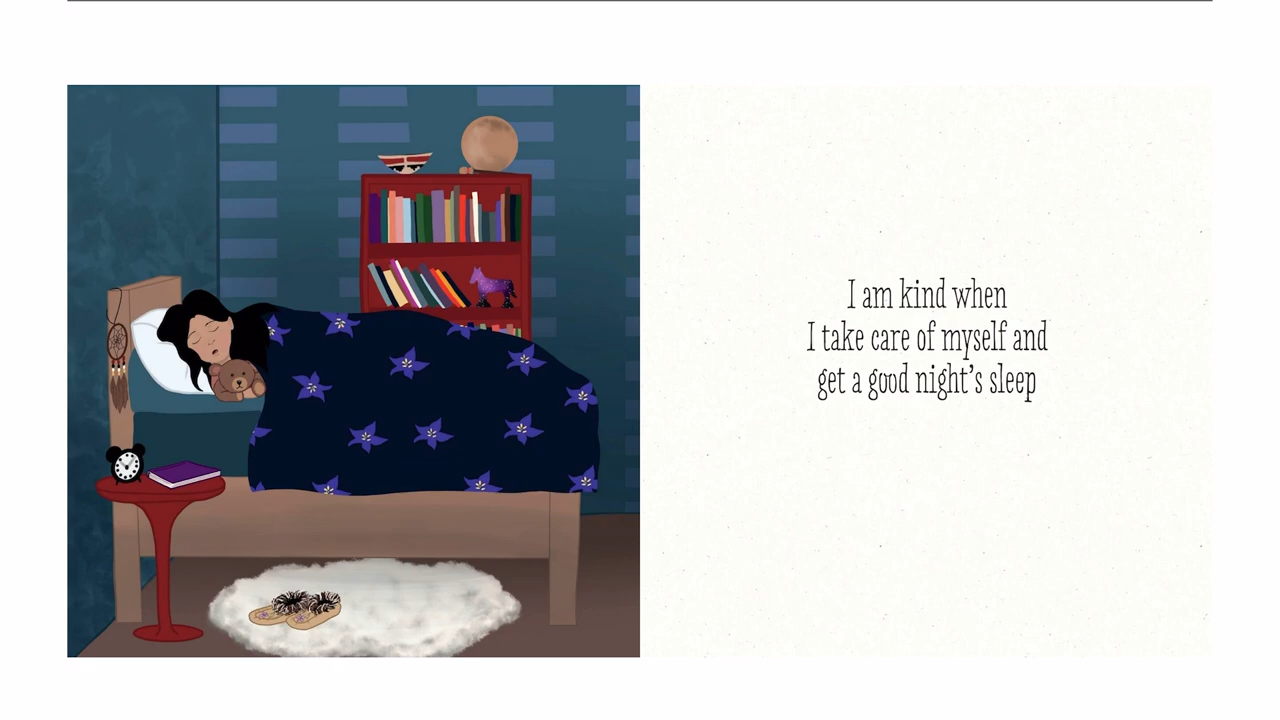 I am kind when
I take care of myself and
get a good night’s sleep